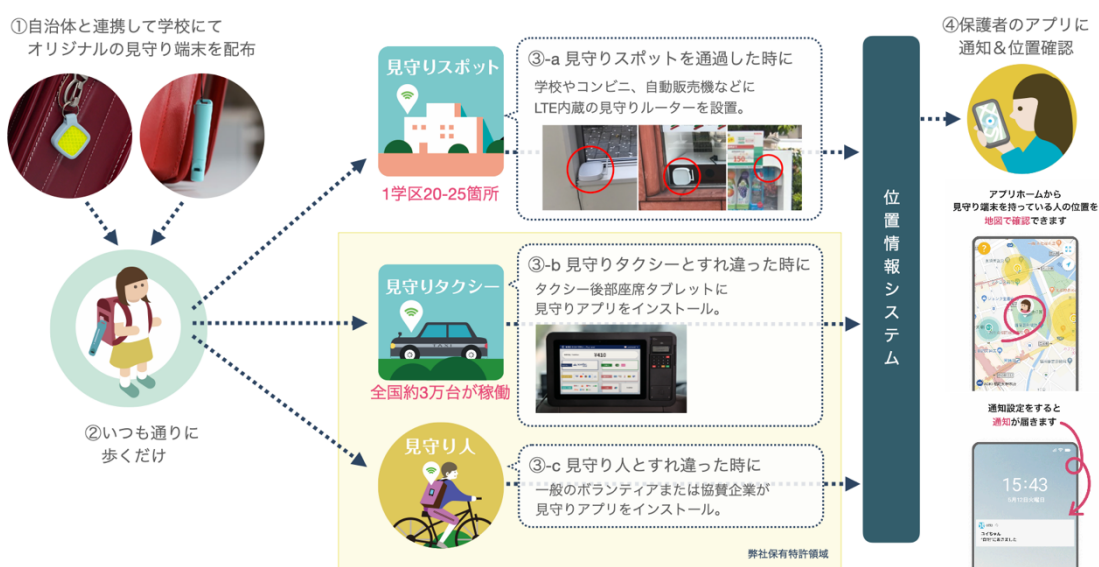 ①自治体と連携して学校にて
オリジナルの見守り端末を配布
②いつも通りに
歩くだけ
見守りスポット
1学区20-25箇所
③-a 見守りスポットを通過した時に
学校やコンビニ、自動販売機などに
LTE内蔵の見守りルーターを設置。
見守りタクシー
TAXI
全国約3万台が稼働
③-b 見守りタクシーとすれ違った時に
タクシー後部座席タブレットに
見守りアプリをインストール。
¥410
見守り人
③-c 見守り人とすれ違った時に
一般のボランティアまたは協賛企業が
見守りアプリをインストール。
弊社保有特許領域
位置情報システム
④保護者のアプリに
通知&位置確認
アプリホームから
見守り端末を持っている人の位置を
地図で確認できます
?
通知設定をすると
通知が届きます
15:43